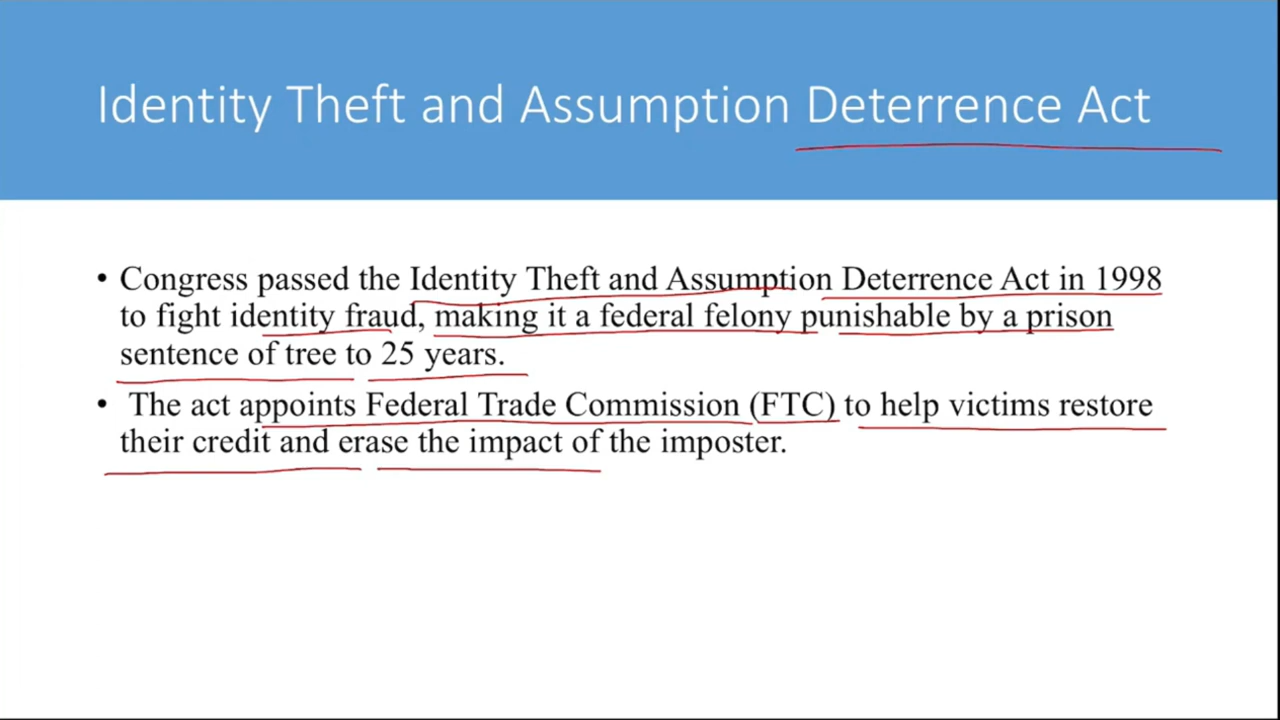 Identity Theft and Assumption Deterrence Act
• Congress passed the Identity Theft and Assumption Deterrence Act in 1998
to fight identity fraud, making it a federal felony punishable by a prison
sentence of tree to 25 years.
• The act appoints Federal Trade Commission (FTC) to help victims restore
their credit and erase the impact of the imposter.